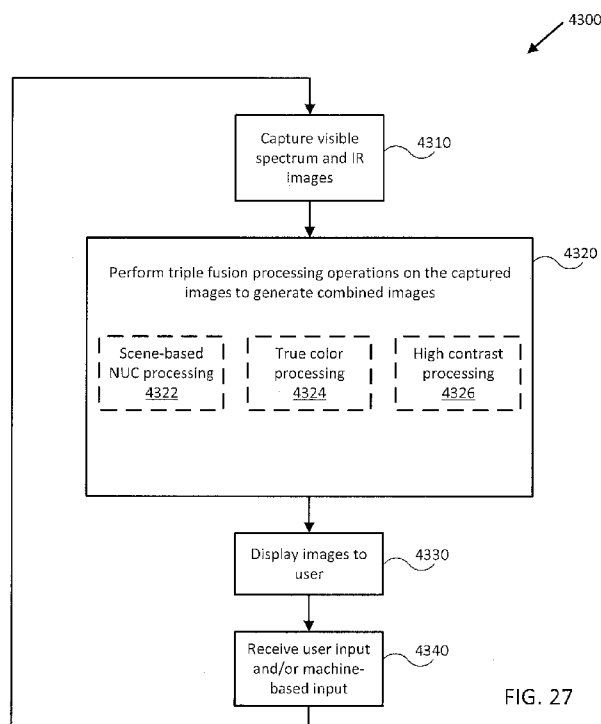 4300
Capture visible
spectrum and IR
images
4310
4320
Perform triple fusion processing operations on the captured
images to generate combined images
Scene-based
NUC processing
4322
True color
processing
4324
High contrast
processing
4326
Display images to
user
4330
Receive user input
and/or machine-
based input
4340
FIG. 27